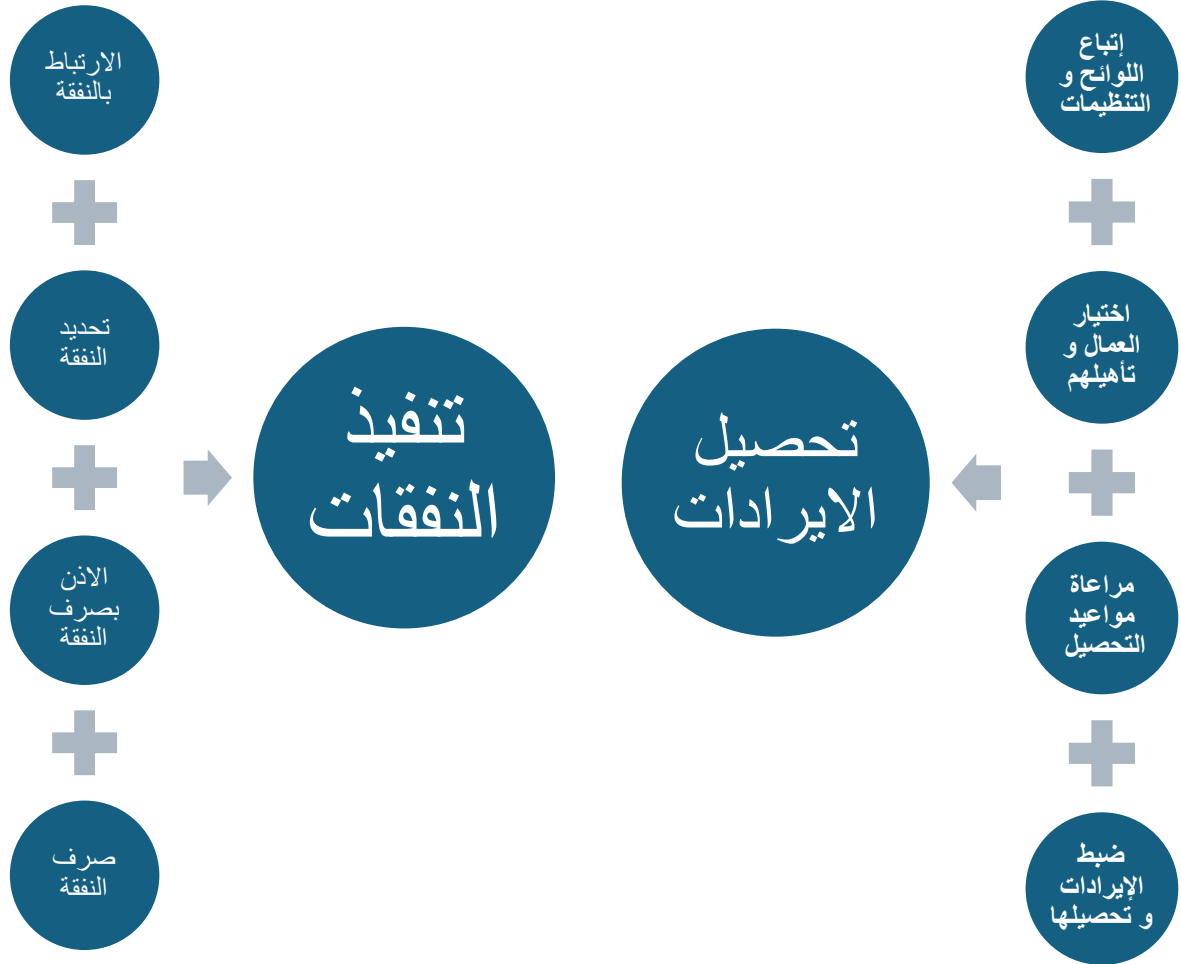 إتباع
اللوائح و
التنظيمات
اختيار
العمال و
تأهيلهم
مراعاة
مواعيد
التحصيل
ضبط
الإيرادات
و تحصيلها
تحصيل
الايرادات
تنفيذ
النفقات
الارتباط
بالنفقة
تحديد
النفقة
الاذن
بصرف
النفقة
صرف
النفقة